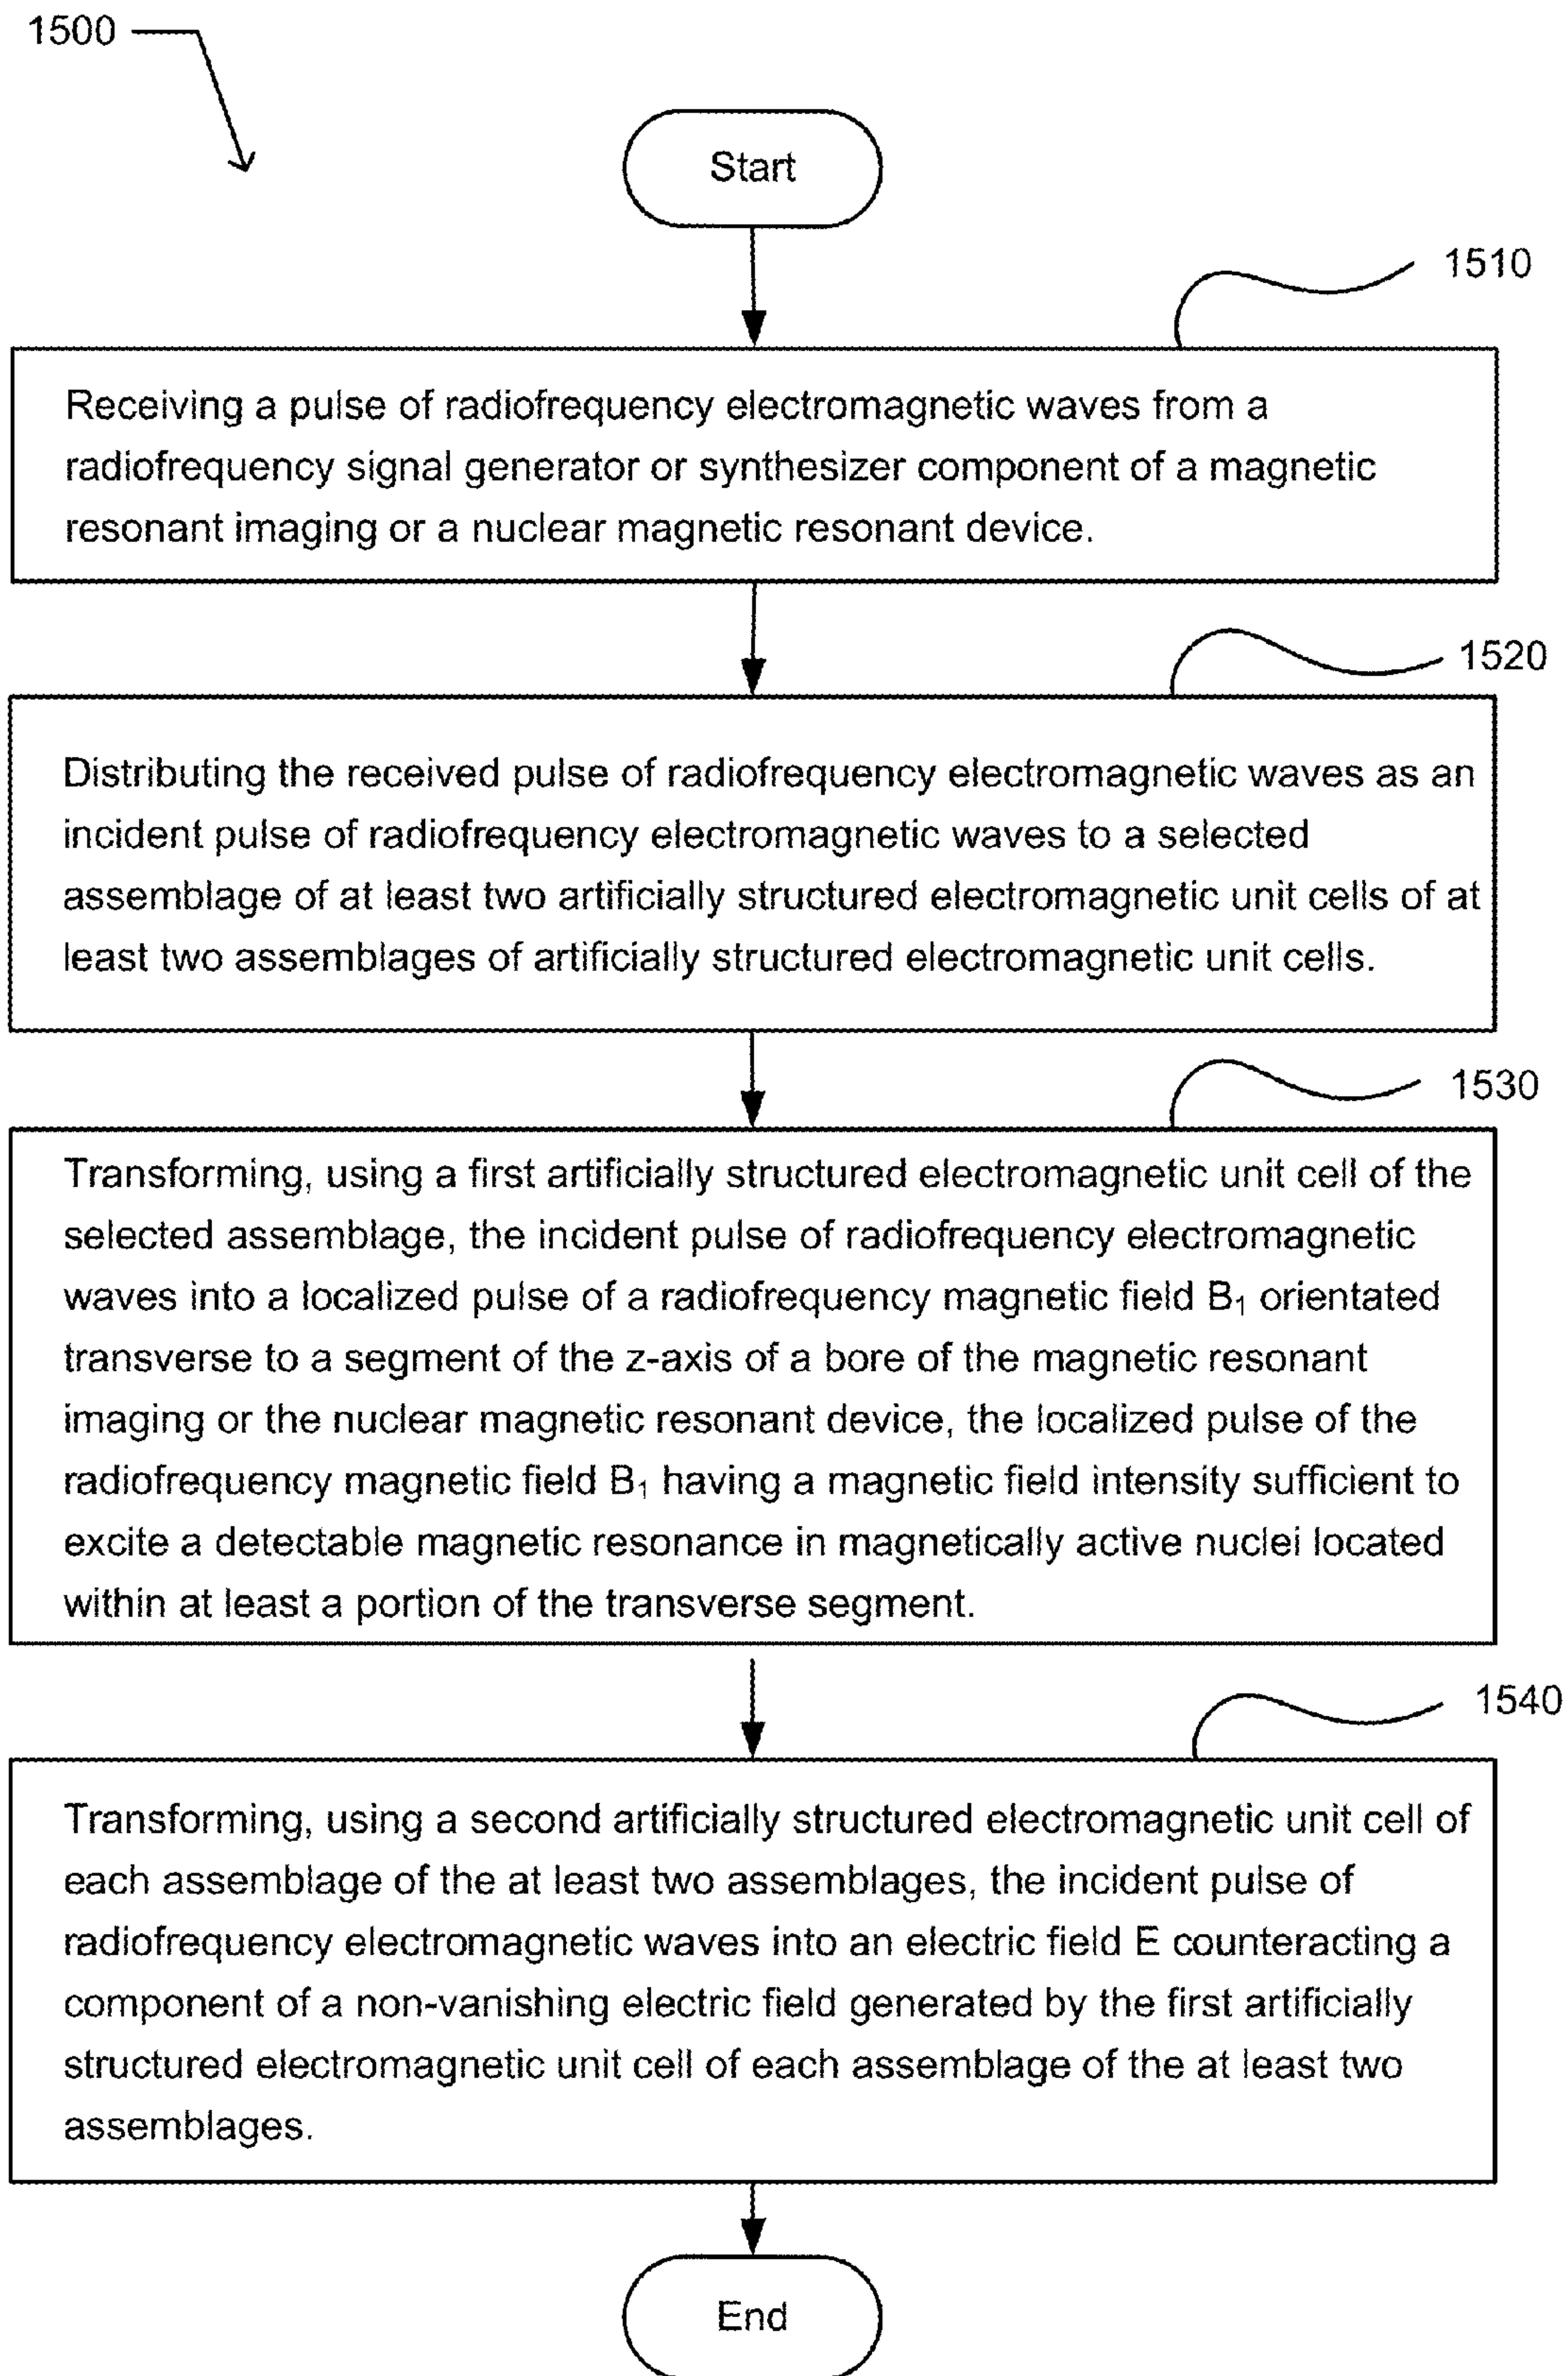 1500
Start
1510
Receiving a pulse of radiofrequency electromagnetic waves from a
radiofrequency signal generator or synthesizer component of a magnetic
resonant imaging or a nuclear magnetic resonant device.
1520
Distributing the received pulse of radiofrequency electromagnetic waves as an
incident pulse of radiofrequency electromagnetic waves to a selected
assemblage of at least two artificially structured electromagnetic unit cells of at
least two assemblages of artificially structured electromagnetic unit cells.
1530
Transforming, using a first artificially structured electromagnetic unit cell of the
selected assemblage, the incident pulse of radiofrequency electromagnetic
waves into a localized pulse of a radiofrequency magnetic field B₁ orientated
transverse to a segment of the z-axis of a bore of the magnetic resonant
imaging or the nuclear magnetic resonant device, the localized pulse of the
radiofrequency magnetic field B₁ having a magnetic field intensity sufficient to
excite a detectable magnetic resonance in magnetically active nuclei located
within at least a portion of the transverse segment.
1540
Transforming, using a second artificially structured electromagnetic unit cell of
each assemblage of the at least two assemblages, the incident pulse of
radiofrequency electromagnetic waves into an electric field E counteracting a
component of a non-vanishing electric field generated by the first artificially
structured electromagnetic unit cell of each assemblage of the at least two
assemblages.
End